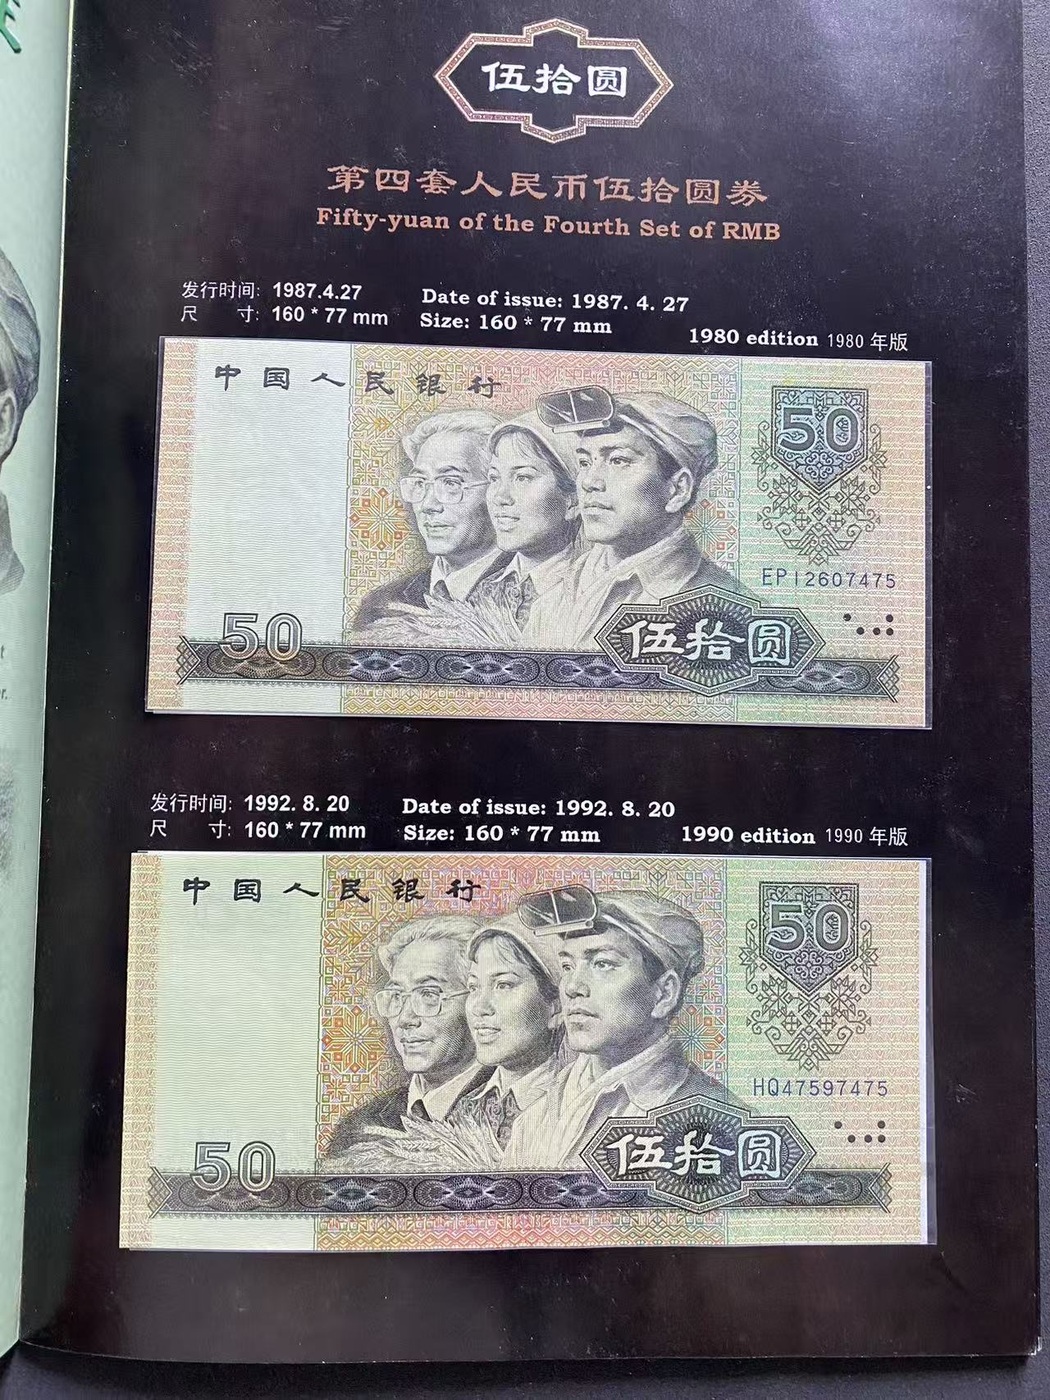 伍拾圆
第四套人民币伍拾圆券
Fifty-yuan of the Fourth Set of RMB
发行时间: 1987.4.27 Date of issue: 1987. 4. 27
尺 寸: 160 * 77 mm Size: 160 * 77 mm
1980 edition 1980 年版
中国人民银行
50
EP12607475
伍拾圆
50
发行时间: 1992. 8. 20 Date of issue: 1992. 8. 20
尺 寸: 160 * 77 mm Size: 160 * 77 mm 1990 edition 1990 年版
中国人民银行
50
HQ47597475
伍拾圆
50